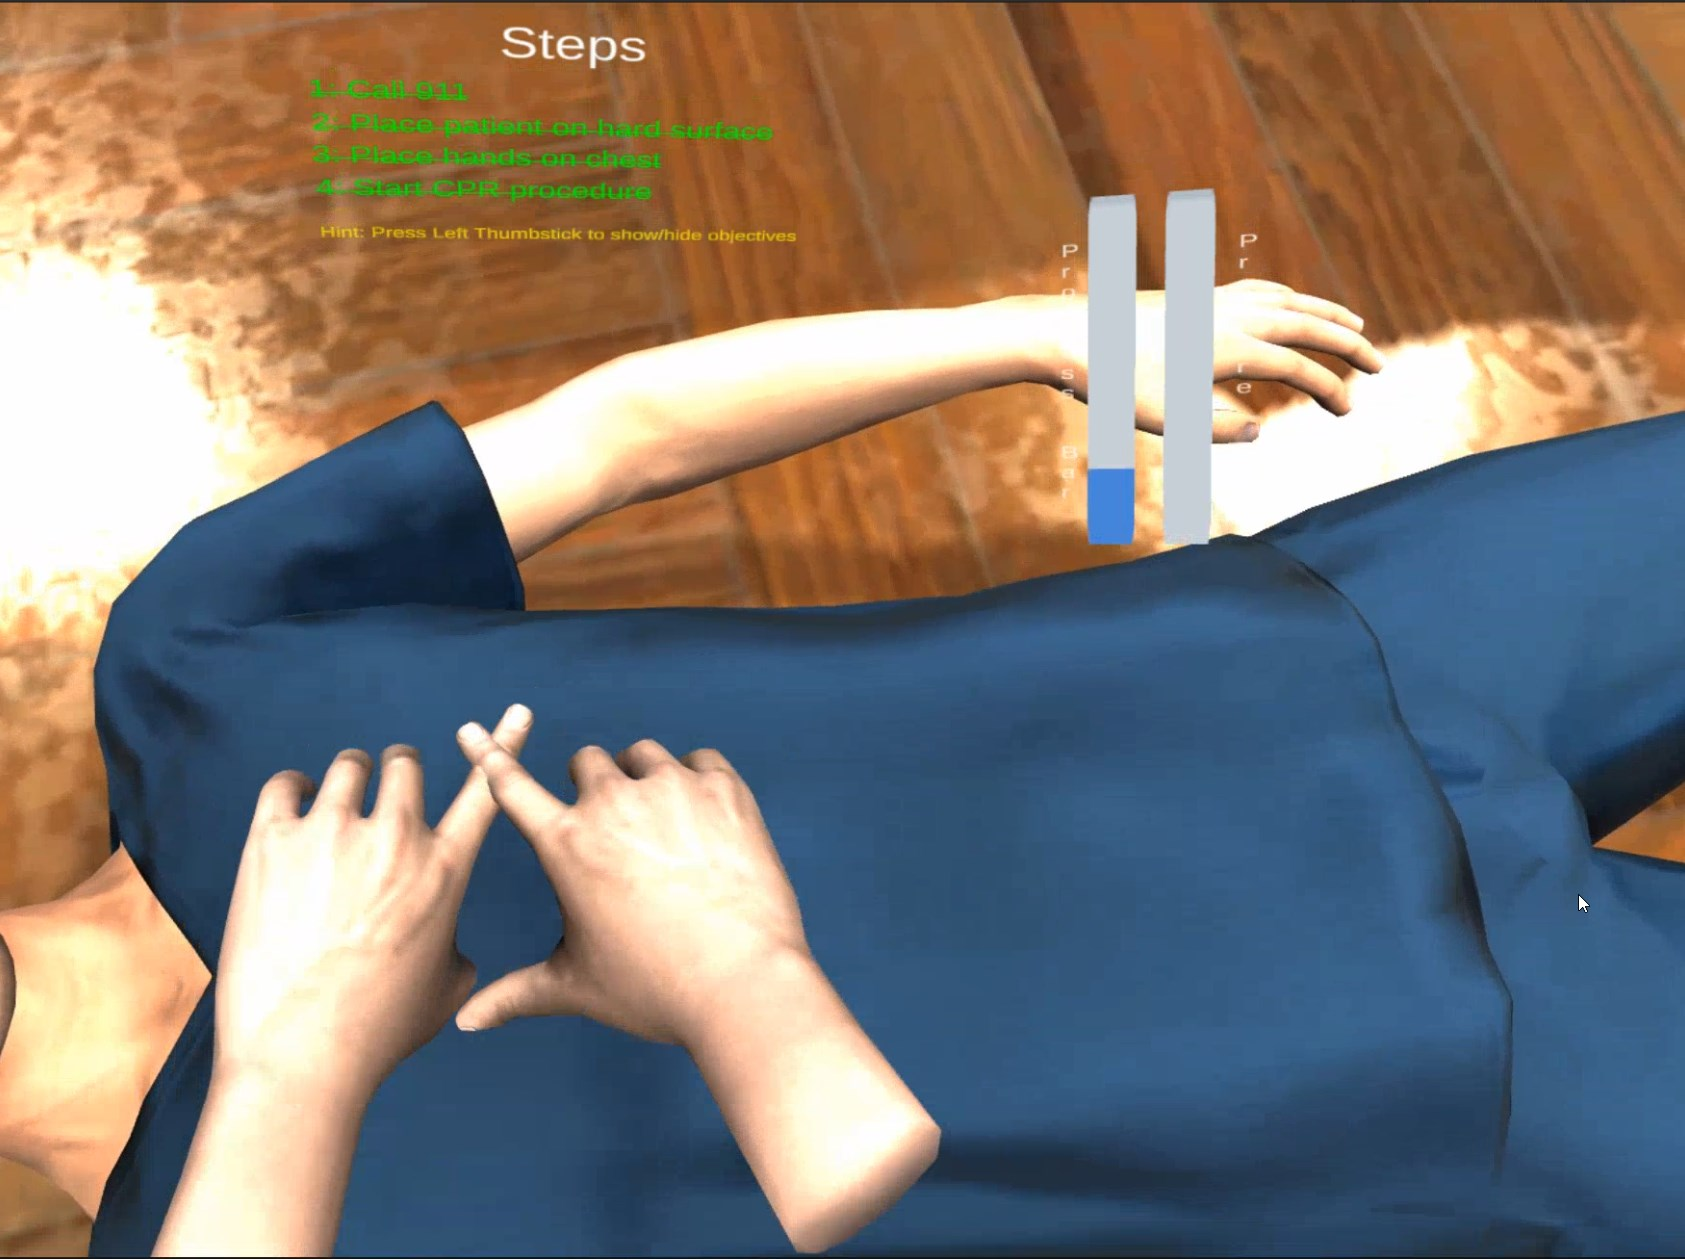 Steps
1: Call 911
2: Place patient on hard surface
3: Place hands on chest
4: Start CPR procedure
Hint: Press Left Thumbstick to show/hide objectives
Bar